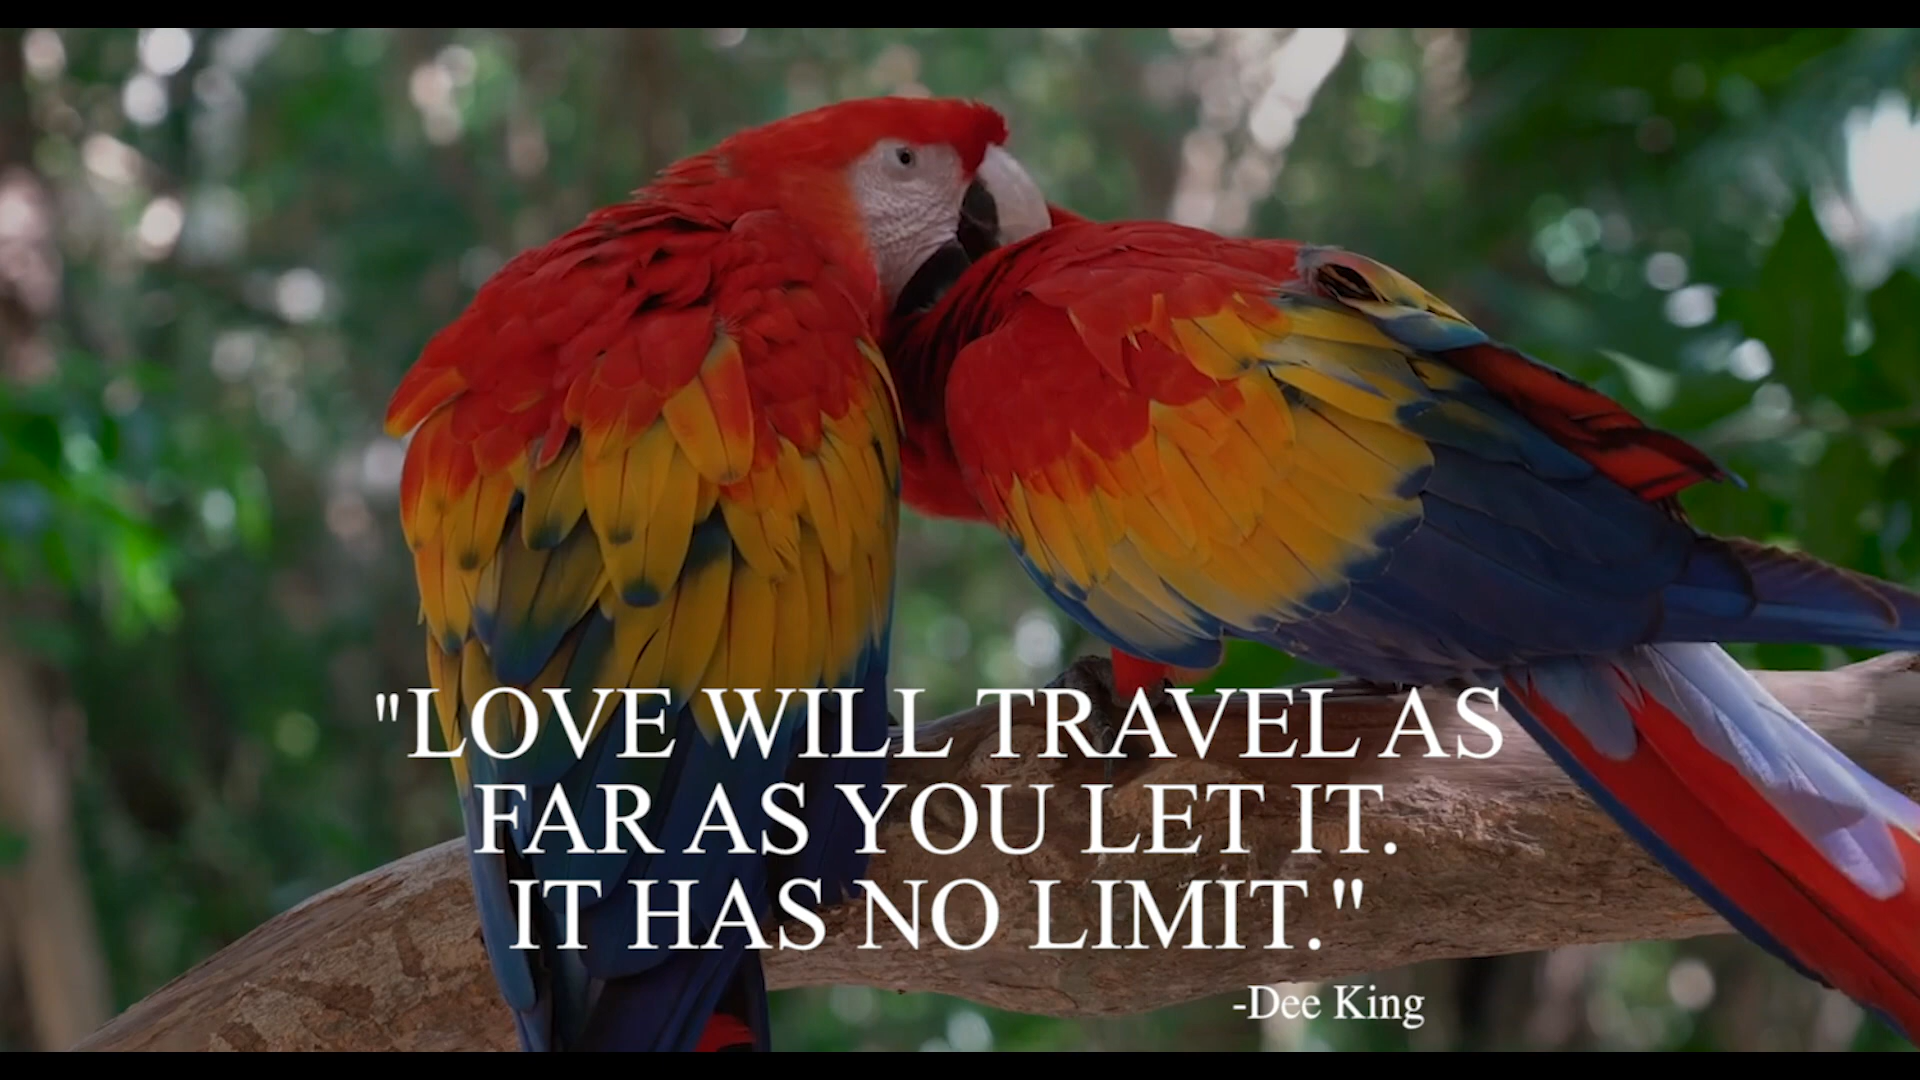 "LOVE WILL TRAVEL AS
FAR AS YOU LET IT.
IT HAS NO LIMIT."
-Dee King